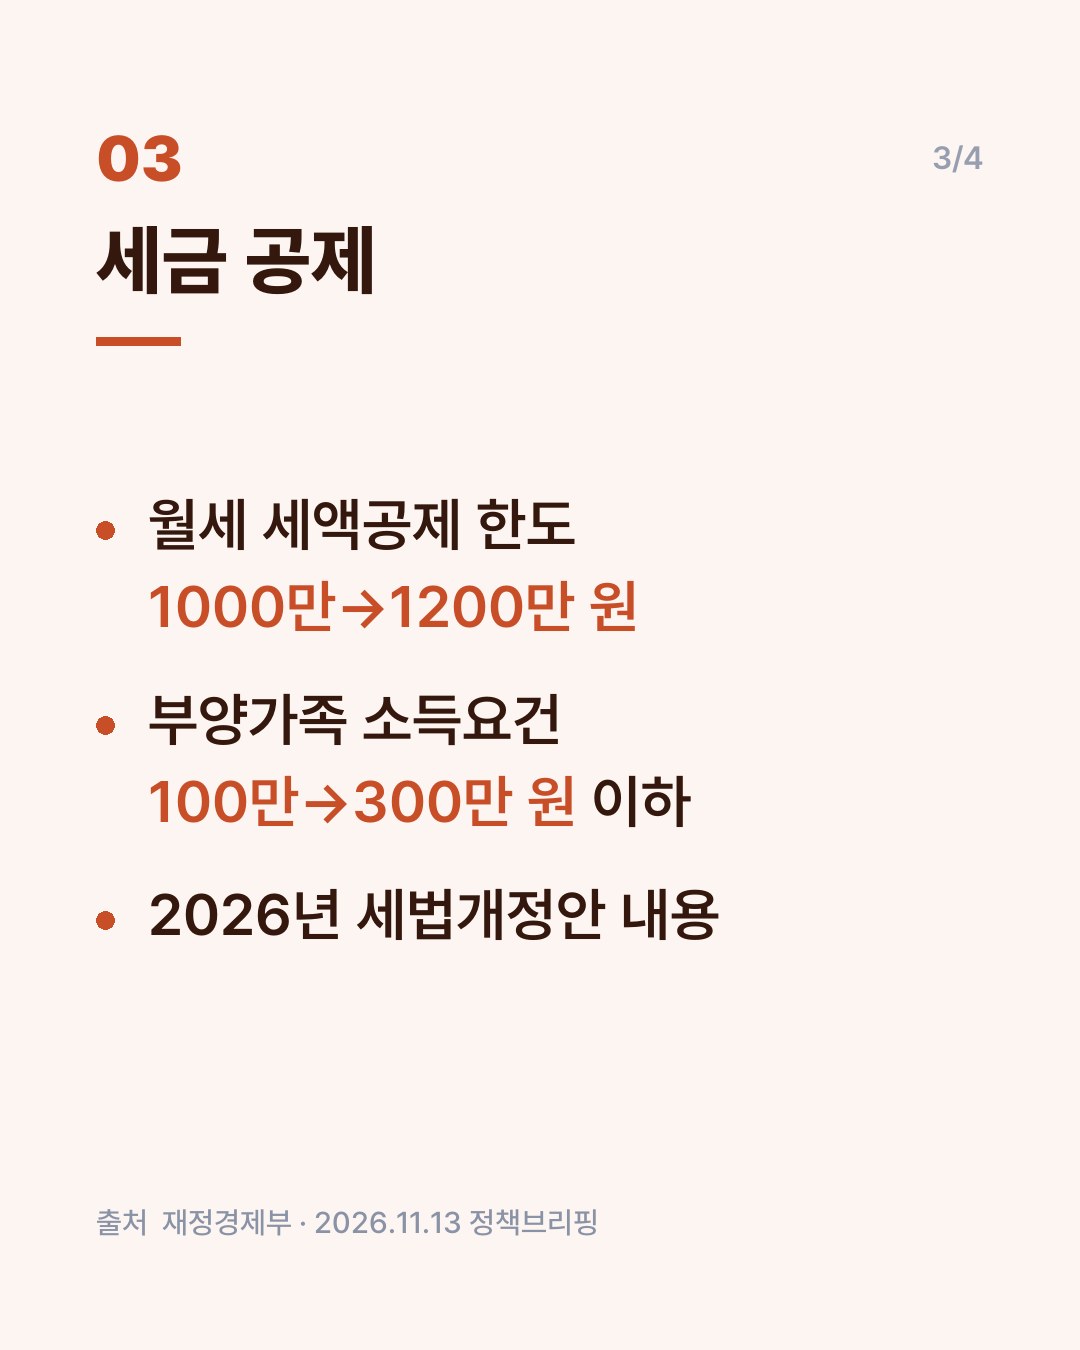 03
3/4
세금 공제
월세 세액공제 한도
1000만→1200만 원
부양가족 소득요건
100만→300만 원 이하
2026년 세법개정안 내용
출처 재정경제부 · 2026.11.13 정책브리핑